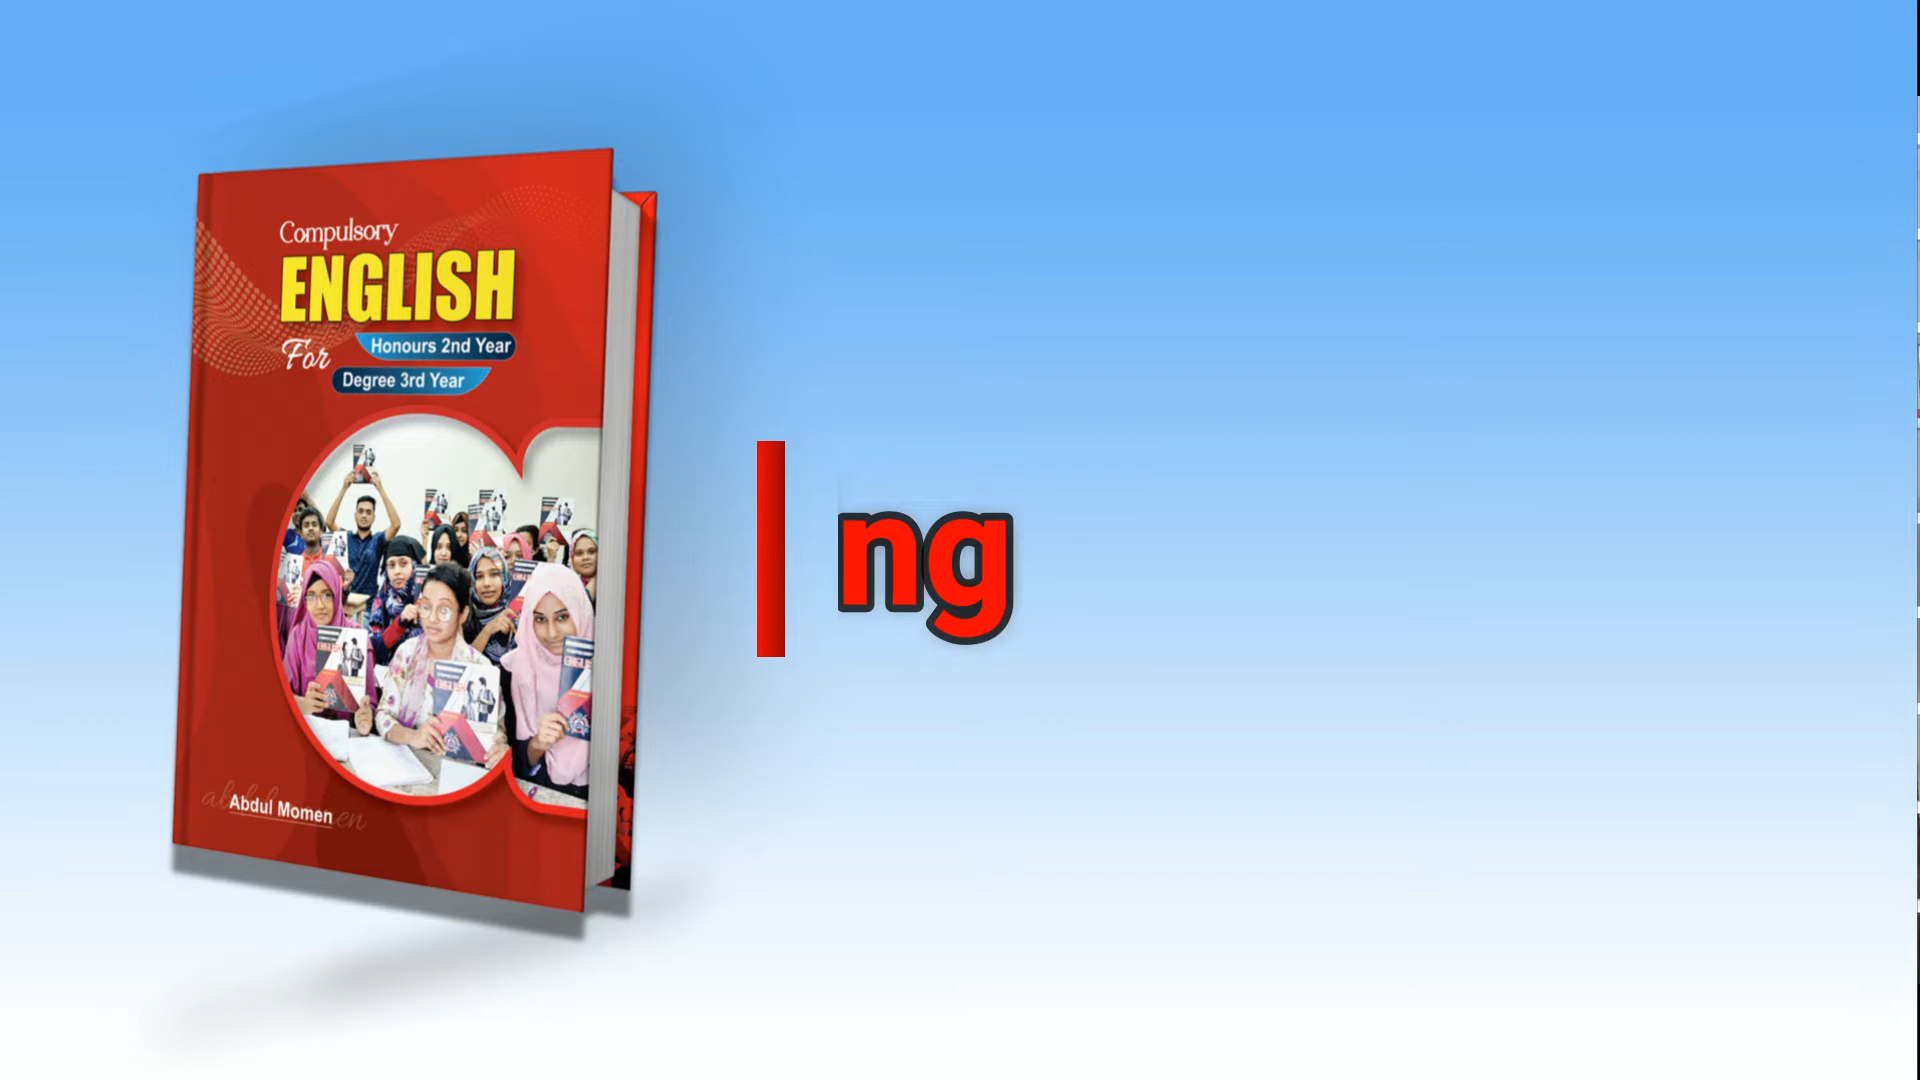 Compulsory
ENGLISH
For
Honours 2nd Year
Degree 3rd Year
Abdul Momen
ng